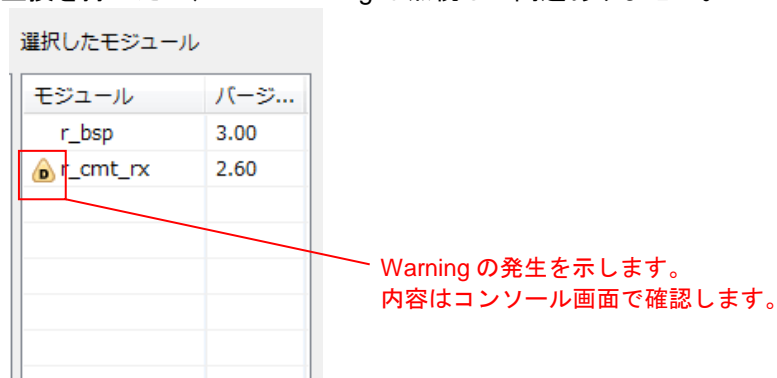 選択したモジュール
モジュール バージ...
r_bsp 3.00
D r_cmt_rx 2.60
Warning の発生を示します。
内容はコンソール画面で確認します。